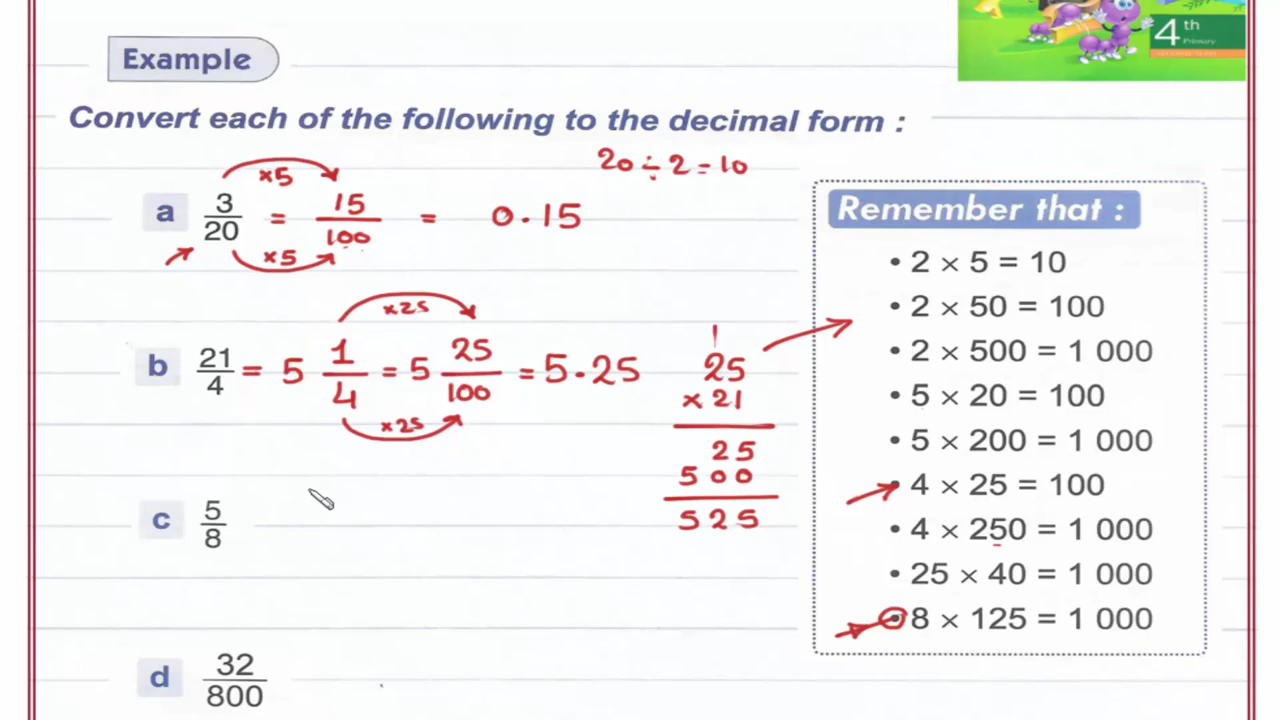 4th
Primary
Example
Convert each of the following to the decimal form :
20 ÷ 2 = 10
×5
a 3/20 = 15/100 = 0.15
×5
×25
b 21/4 = 5 1/4 = 5 25/100 = 5.25
×25
1
25
× 21
25
500
525
c 5/8
d 32/800
Remember that :
• 2 × 5 = 10
• 2 × 50 = 100
• 2 × 500 = 1 000
• 5 × 20 = 100
• 5 × 200 = 1 000
• 4 × 25 = 100
• 4 × 250 = 1 000
• 25 × 40 = 1 000
• 8 × 125 = 1 000